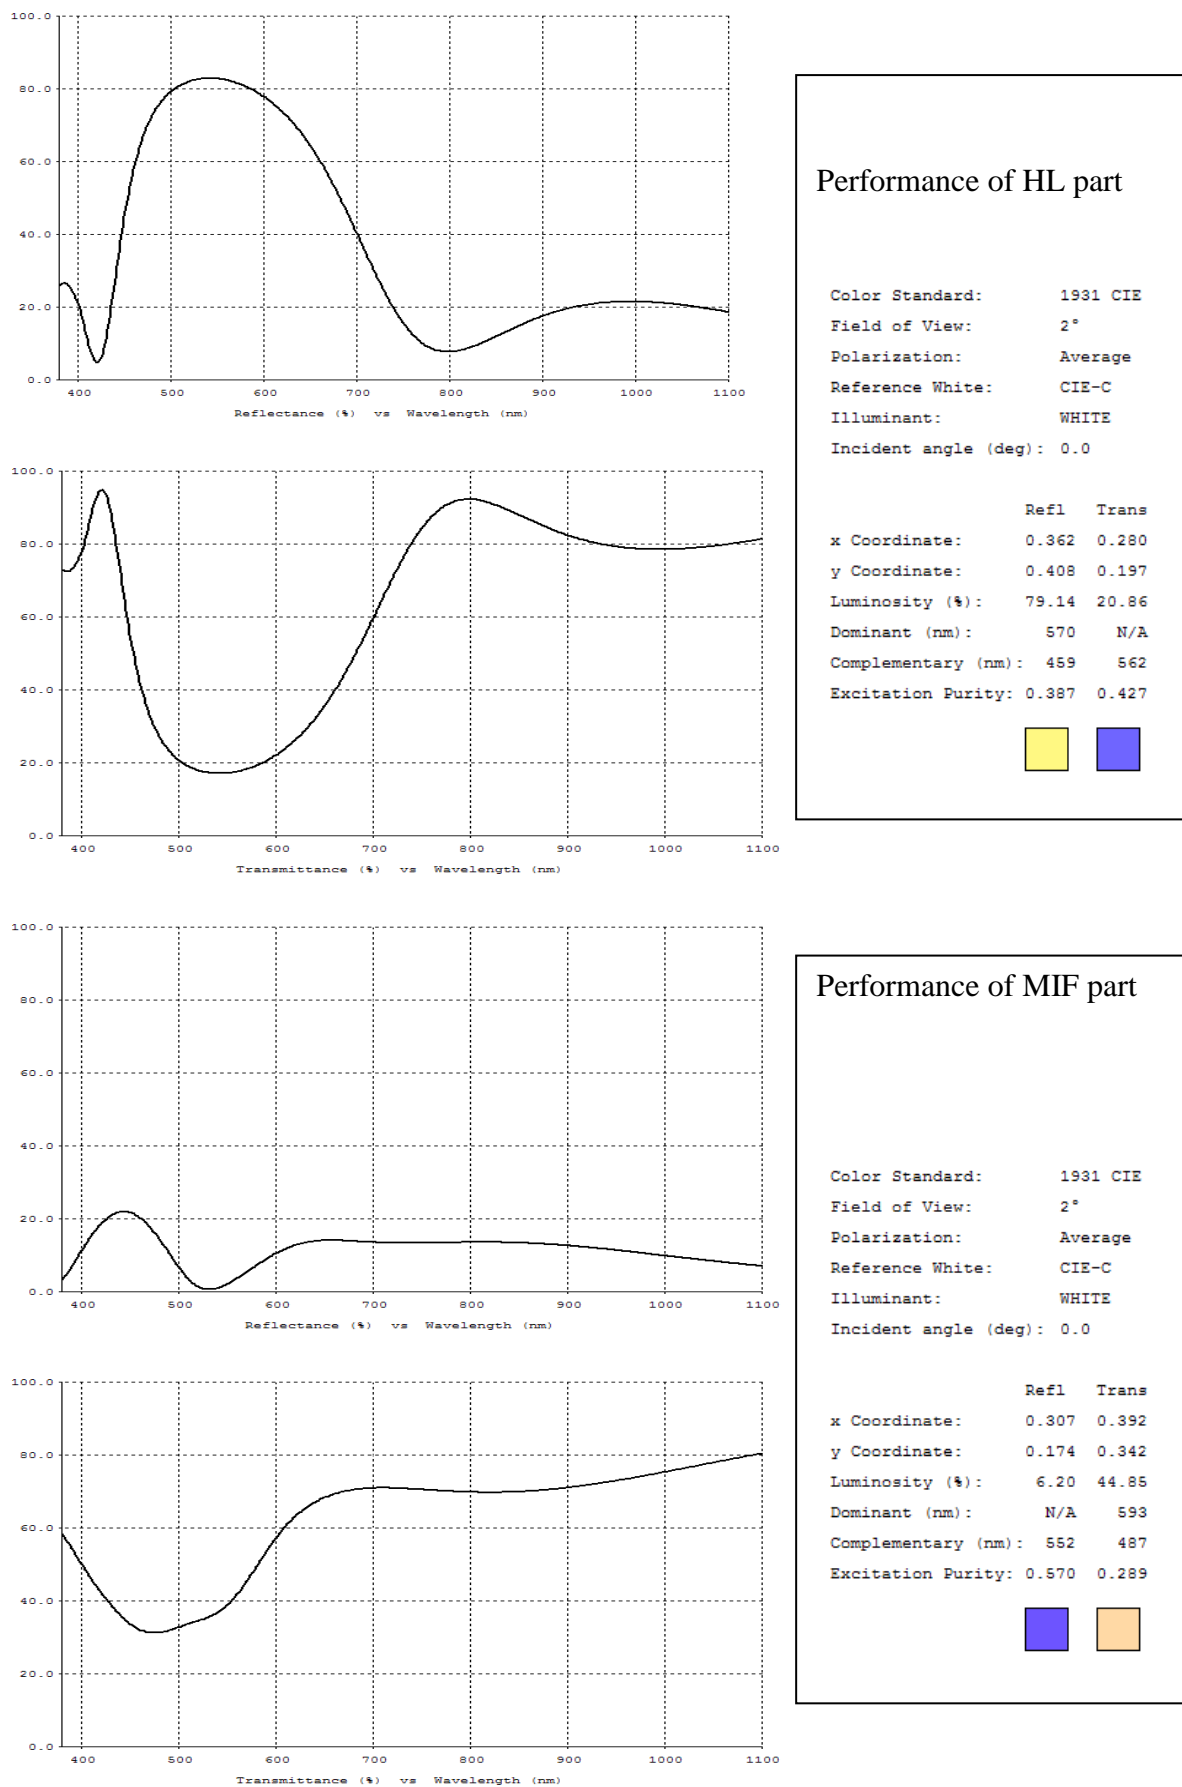 100.0
80.0
60.0
40.0
20.0
0.0
400 500 600 700 800 900 1000 1100
Reflectance (%) vs Wavelength (nm)
100.0
80.0
60.0
40.0
20.0
0.0
400 500 600 700 800 900 1000 1100
Transmittance (%) vs Wavelength (nm)
Performance of HL part
Color Standard: 1931 CIE
Field of View: 2°
Polarization: Average
Reference White: CIE-C
Illuminant: WHITE
Incident angle (deg): 0.0
Refl Trans
x Coordinate: 0.362 0.280
y Coordinate: 0.408 0.197
Luminosity (%): 79.14 20.86
Dominant (nm): 570 N/A
Complementary (nm): 459 562
Excitation Purity: 0.387 0.427
100.0
80.0
60.0
40.0
20.0
0.0
400 500 600 700 800 900 1000 1100
Reflectance (%) vs Wavelength (nm)
100.0
80.0
60.0
40.0
20.0
0.0
400 500 600 700 800 900 1000 1100
Transmittance (%) vs Wavelength (nm)
Performance of MIF part
Color Standard: 1931 CIE
Field of View: 2°
Polarization: Average
Reference White: CIE-C
Illuminant: WHITE
Incident angle (deg): 0.0
Refl Trans
x Coordinate: 0.307 0.392
y Coordinate: 0.174 0.342
Luminosity (%): 6.20 44.85
Dominant (nm): N/A 593
Complementary (nm): 552 487
Excitation Purity: 0.570 0.289